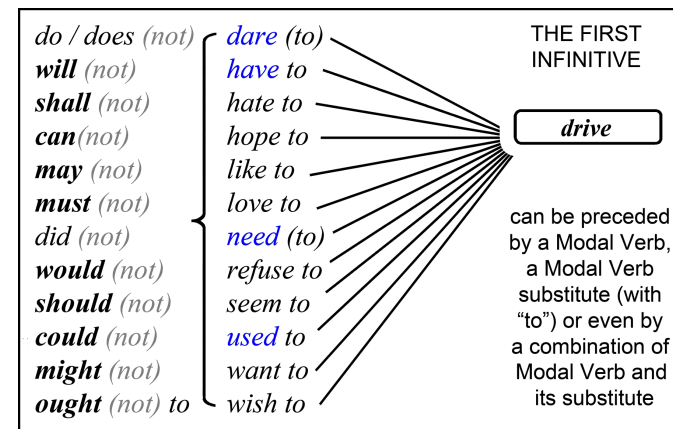 do / does (not)
will (not)
shall (not)
can(not)
may (not)
must (not)
did (not)
would (not)
should (not)
could (not)
might (not)
ought (not) to
dare (to)
have to
hate to
hope to
like to
love to
need (to)
refuse to
seem to
used to
want to
wish to
THE FIRST
INFINITIVE
drive
can be preceded
by a Modal Verb,
a Modal Verb
substitute (with
“to”) or even by
a combination of
Modal Verb and
its substitute